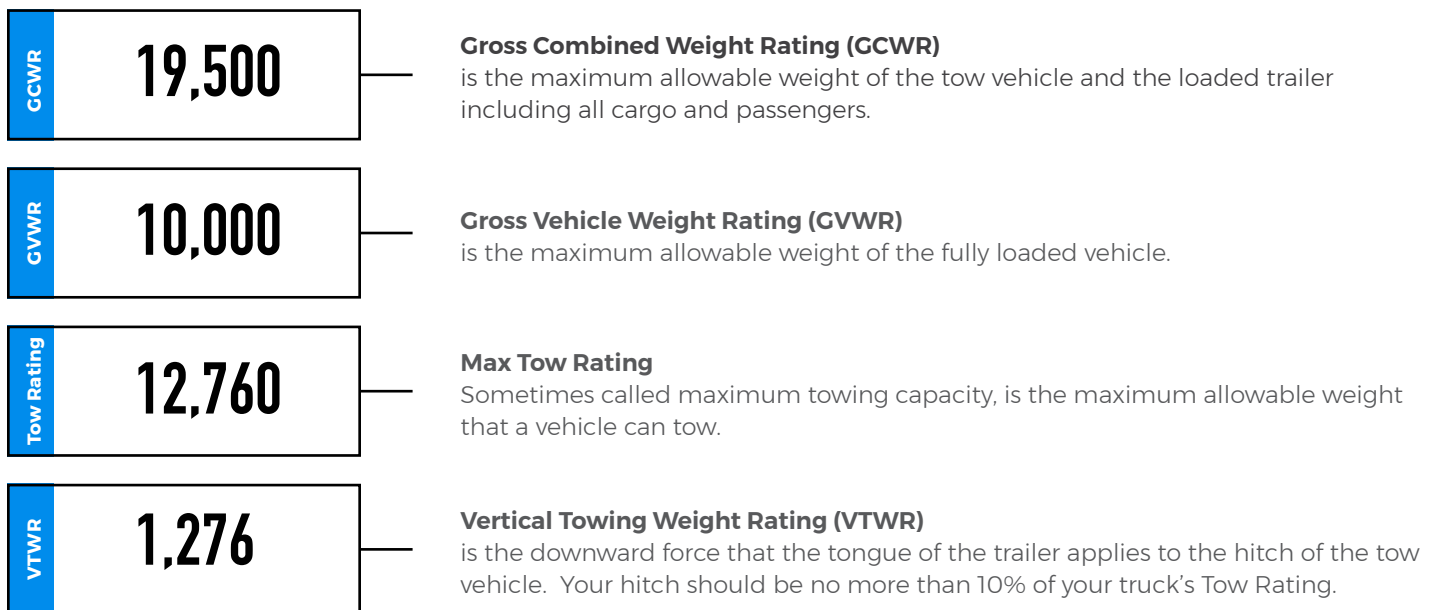 GCWR
19,500
Gross Combined Weight Rating (GCWR)
is the maximum allowable weight of the tow vehicle and the loaded trailer
including all cargo and passengers.
GVWR
10,000
Gross Vehicle Weight Rating (GVWR)
is the maximum allowable weight of the fully loaded vehicle.
Tow Rating
12,760
Max Tow Rating
Sometimes called maximum towing capacity, is the maximum allowable weight
that a vehicle can tow.
VTWR
1,276
Vertical Towing Weight Rating (VTWR)
is the downward force that the tongue of the trailer applies to the hitch of the tow
vehicle.  Your hitch should be no more than 10% of your truck's Tow Rating.